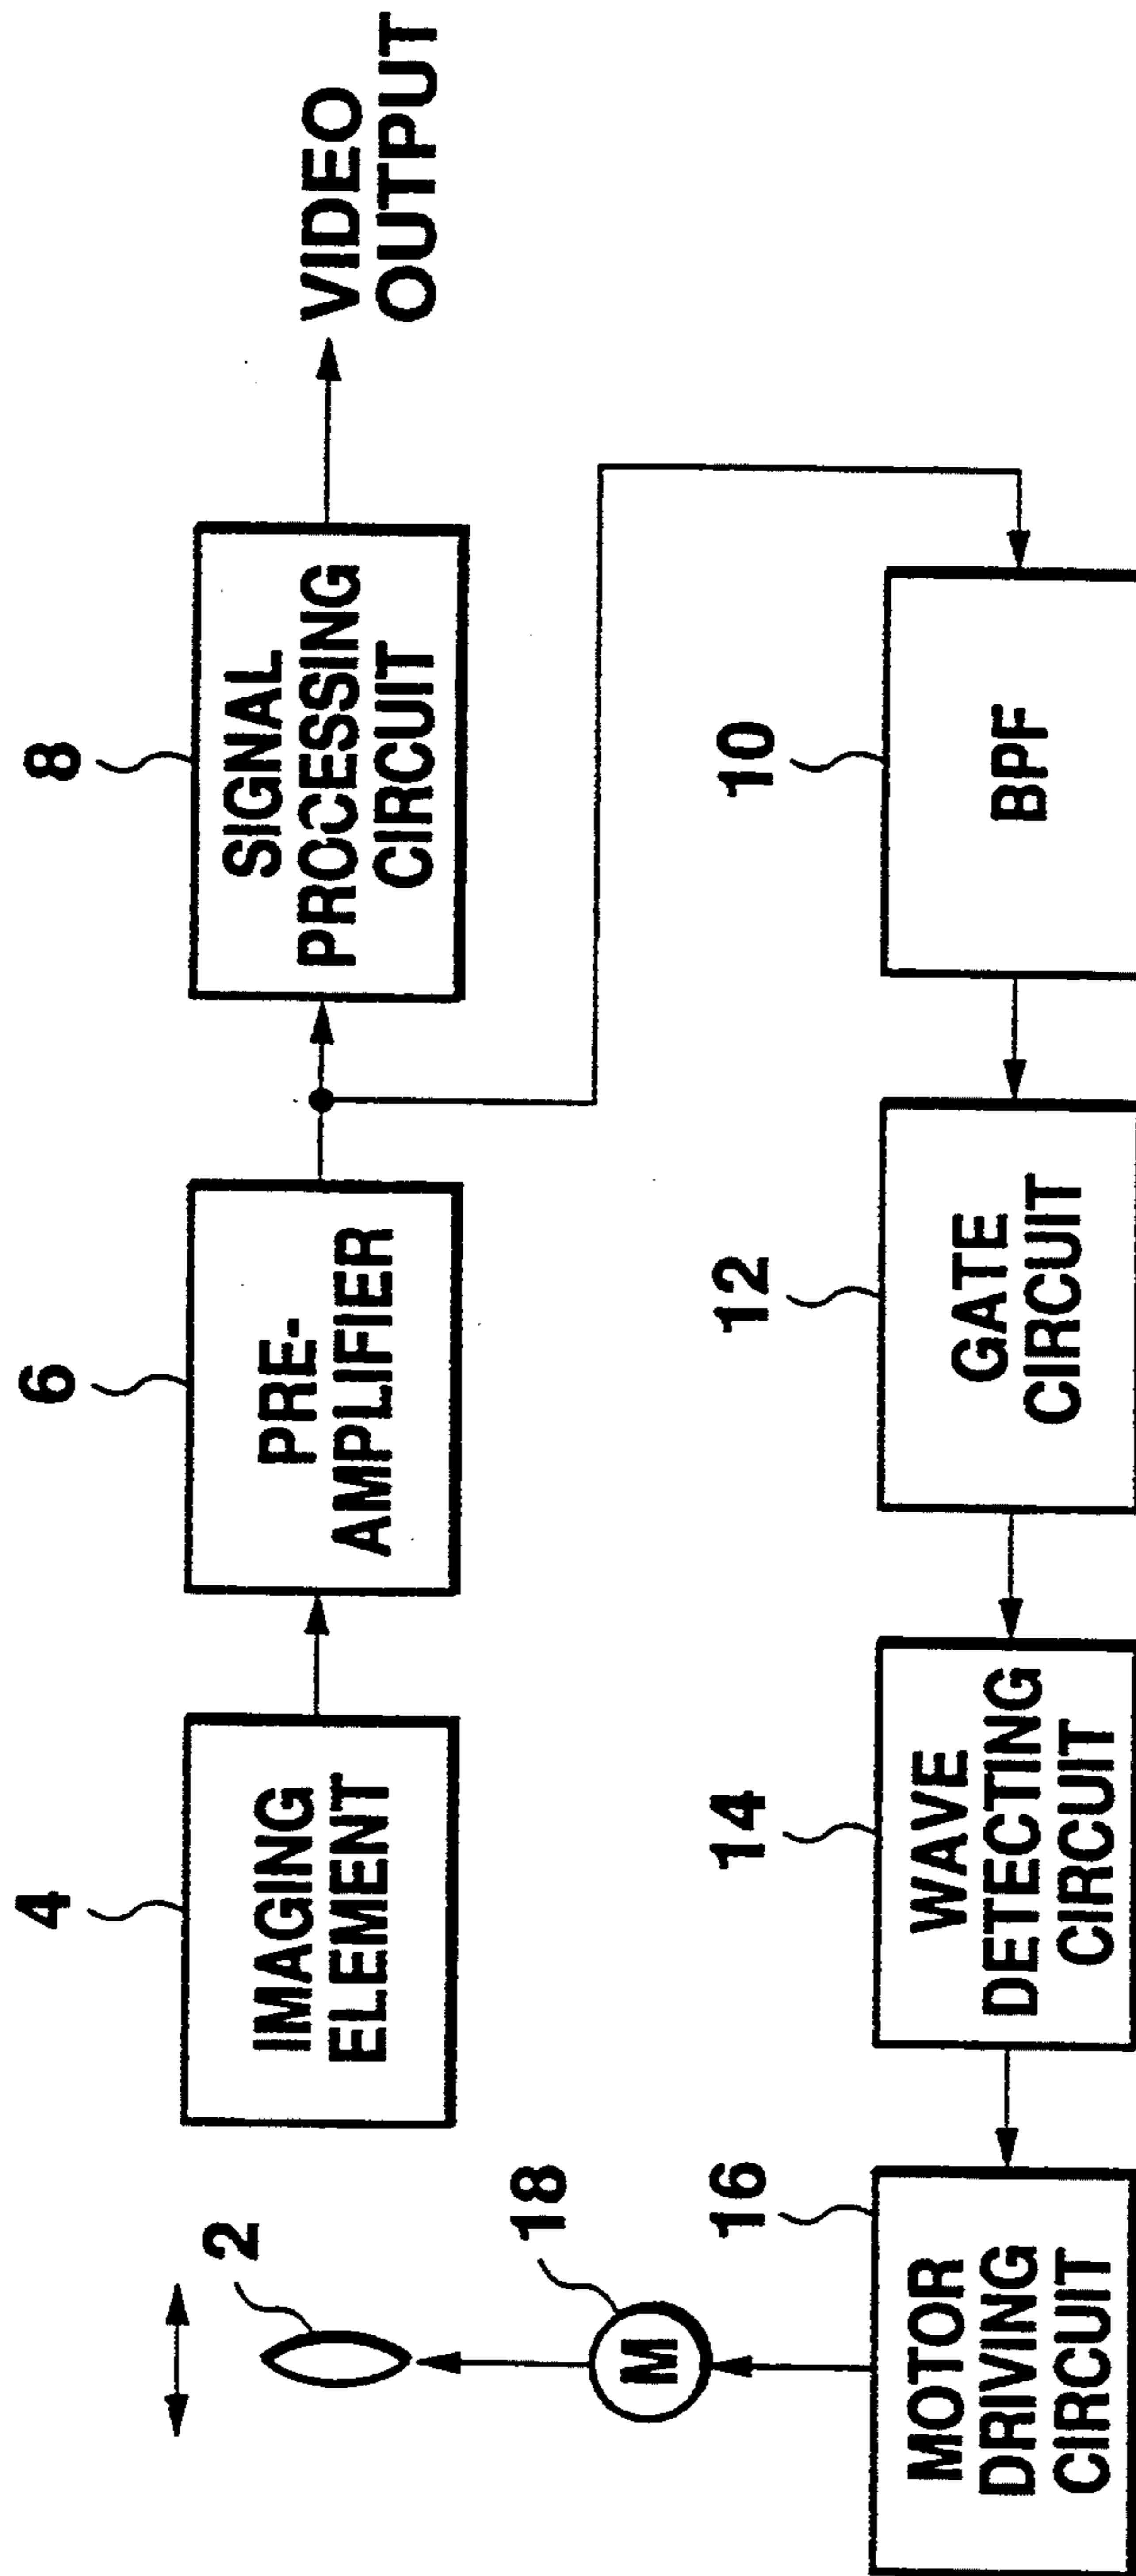 8
SIGNAL
PROCESSING
CIRCUIT
VIDEO
OUTPUT
6
PRE-
AMPLIFIER
4
IMAGING
ELEMENT
2
18
M
16
MOTOR
DRIVING
CIRCUIT
14
WAVE
DETECTING
CIRCUIT
12
GATE
CIRCUIT
10
BPF